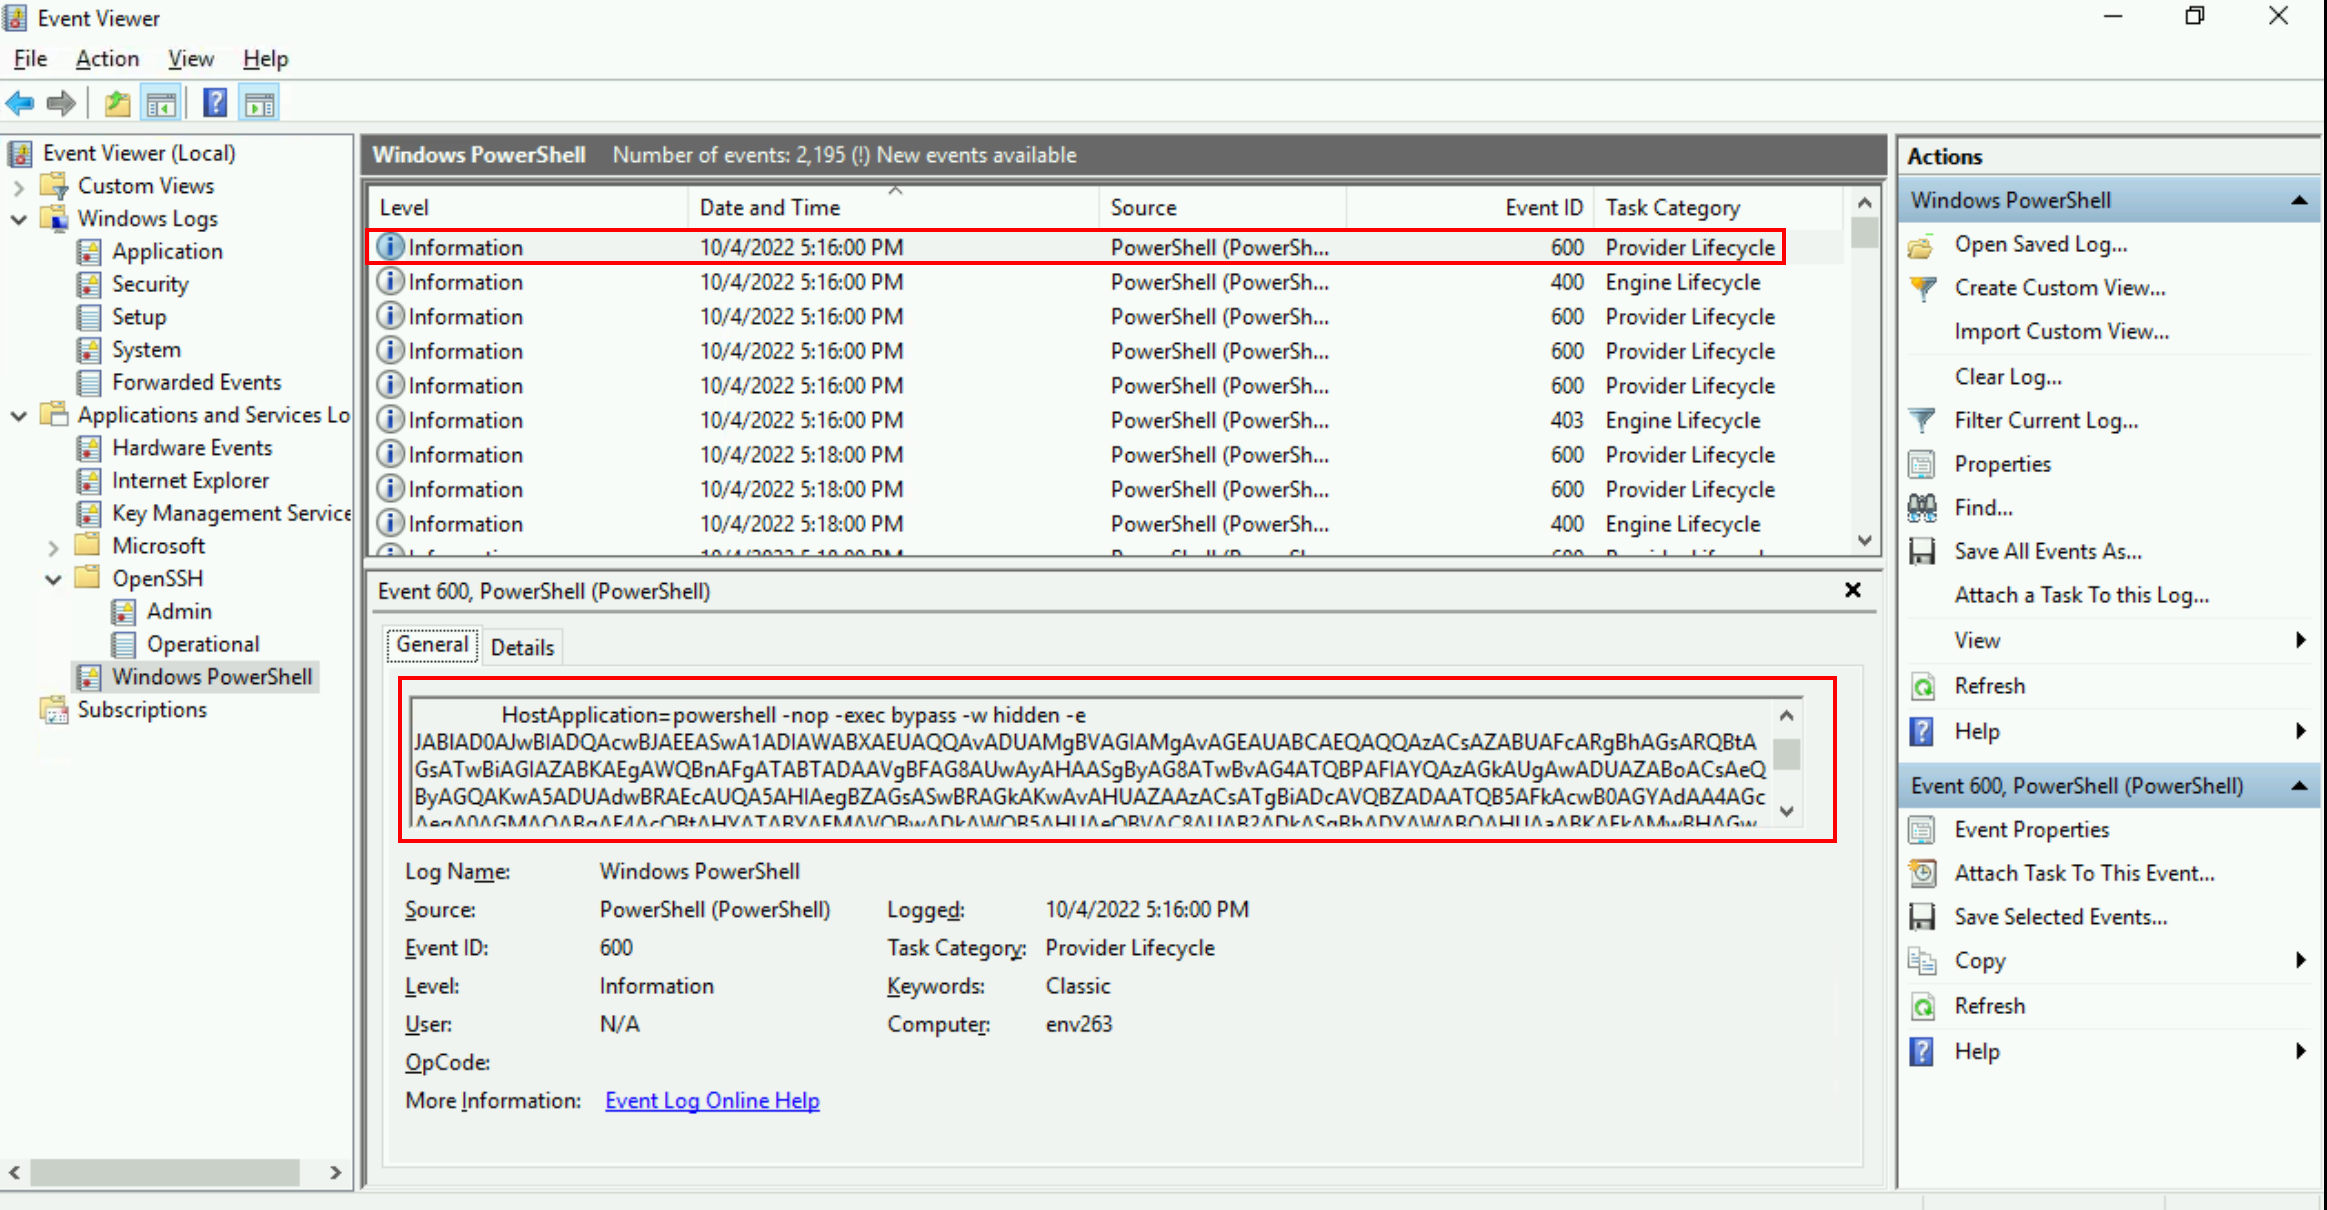 Event Viewer
File Action View Help
Event Viewer (Local)
Custom Views
Windows Logs
Application
Security
Setup
System
Forwarded Events
Applications and Services Lo
Hardware Events
Internet Explorer
Key Management Service
Microsoft
OpenSSH
Admin
Operational
Windows PowerShell
Subscriptions
Windows PowerShell Number of events: 2,195 (!) New events available
Level Date and Time Source Event ID Task Category
Information 10/4/2022 5:16:00 PM PowerShell (PowerSh... 600 Provider Lifecycle
Information 10/4/2022 5:16:00 PM PowerShell (PowerSh... 400 Engine Lifecycle
Information 10/4/2022 5:16:00 PM PowerShell (PowerSh... 600 Provider Lifecycle
Information 10/4/2022 5:16:00 PM PowerShell (PowerSh... 600 Provider Lifecycle
Information 10/4/2022 5:16:00 PM PowerShell (PowerSh... 600 Provider Lifecycle
Information 10/4/2022 5:16:00 PM PowerShell (PowerSh... 403 Engine Lifecycle
Information 10/4/2022 5:18:00 PM PowerShell (PowerSh... 600 Provider Lifecycle
Information 10/4/2022 5:18:00 PM PowerShell (PowerSh... 600 Provider Lifecycle
Information 10/4/2022 5:18:00 PM PowerShell (PowerSh... 400 Engine Lifecycle
Event 600, PowerShell (PowerShell)
General Details
HostApplication=powershell -nop -exec bypass -w hidden -e
Log Name: Windows PowerShell
Source: PowerShell (PowerShell) Logged: 10/4/2022 5:16:00 PM
Event ID: 600 Task Category: Provider Lifecycle
Level: Information Keywords: Classic
User: N/A Computer: env263
OpCode:
More Information: Event Log Online Help
Actions
Windows PowerShell
Open Saved Log...
Create Custom View...
Import Custom View...
Clear Log...
Filter Current Log...
Properties
Find...
Save All Events As...
Attach a Task To this Log...
View
Refresh
Help
Event 600, PowerShell (PowerShell)
Event Properties
Attach Task To This Event...
Save Selected Events...
Copy
Refresh
Help